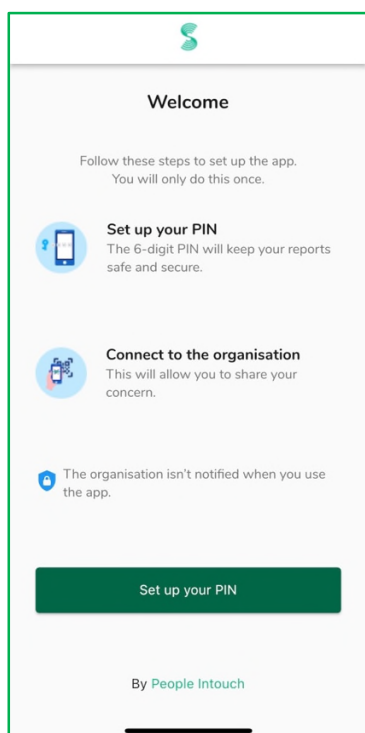 Welcome
Follow these steps to set up the app.
You will only do this once.
Set up your PIN
The 6-digit PIN will keep your reports
safe and secure.
Connect to the organisation
This will allow you to share your
concern.
The organisation isn't notified when you use
the app.
Set up your PIN
By People Intouch